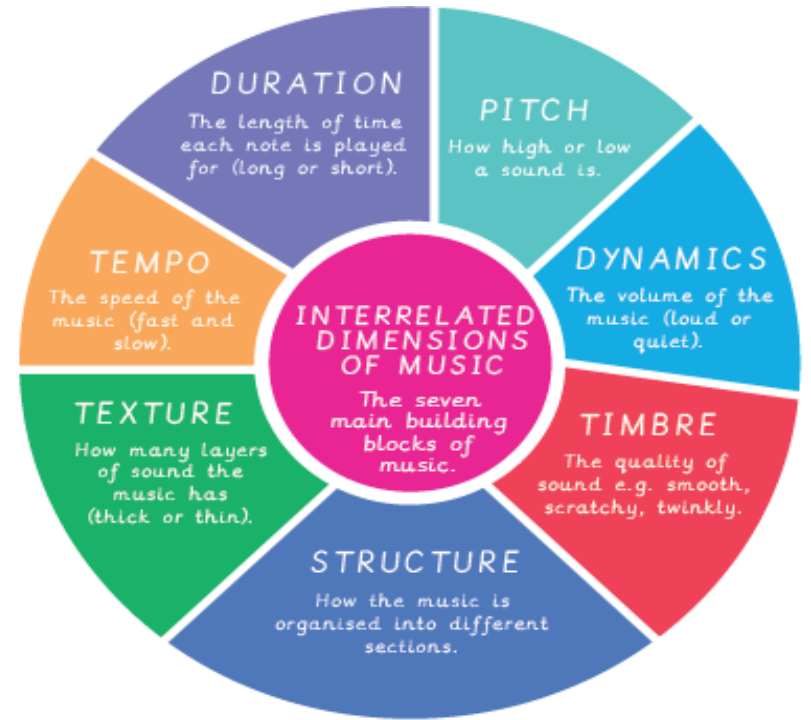 INTERRELATED
DIMENSIONS
OF MUSIC
The seven
main building
blocks of
music.
PITCH
How high or low
a sound is.
DYNAMICS
The volume of the
music (loud or
quiet).
TIMBRE
The quality of
sound e.g. smooth,
scratchy, twinkly.
STRUCTURE
How the music is
organised into different
sections.
TEXTURE
How many layers
of sound the
music has
(thick or thin).
TEMPO
The speed of the
music (fast and
slow).
DURATION
The length of time
each note is played
for (long or short).